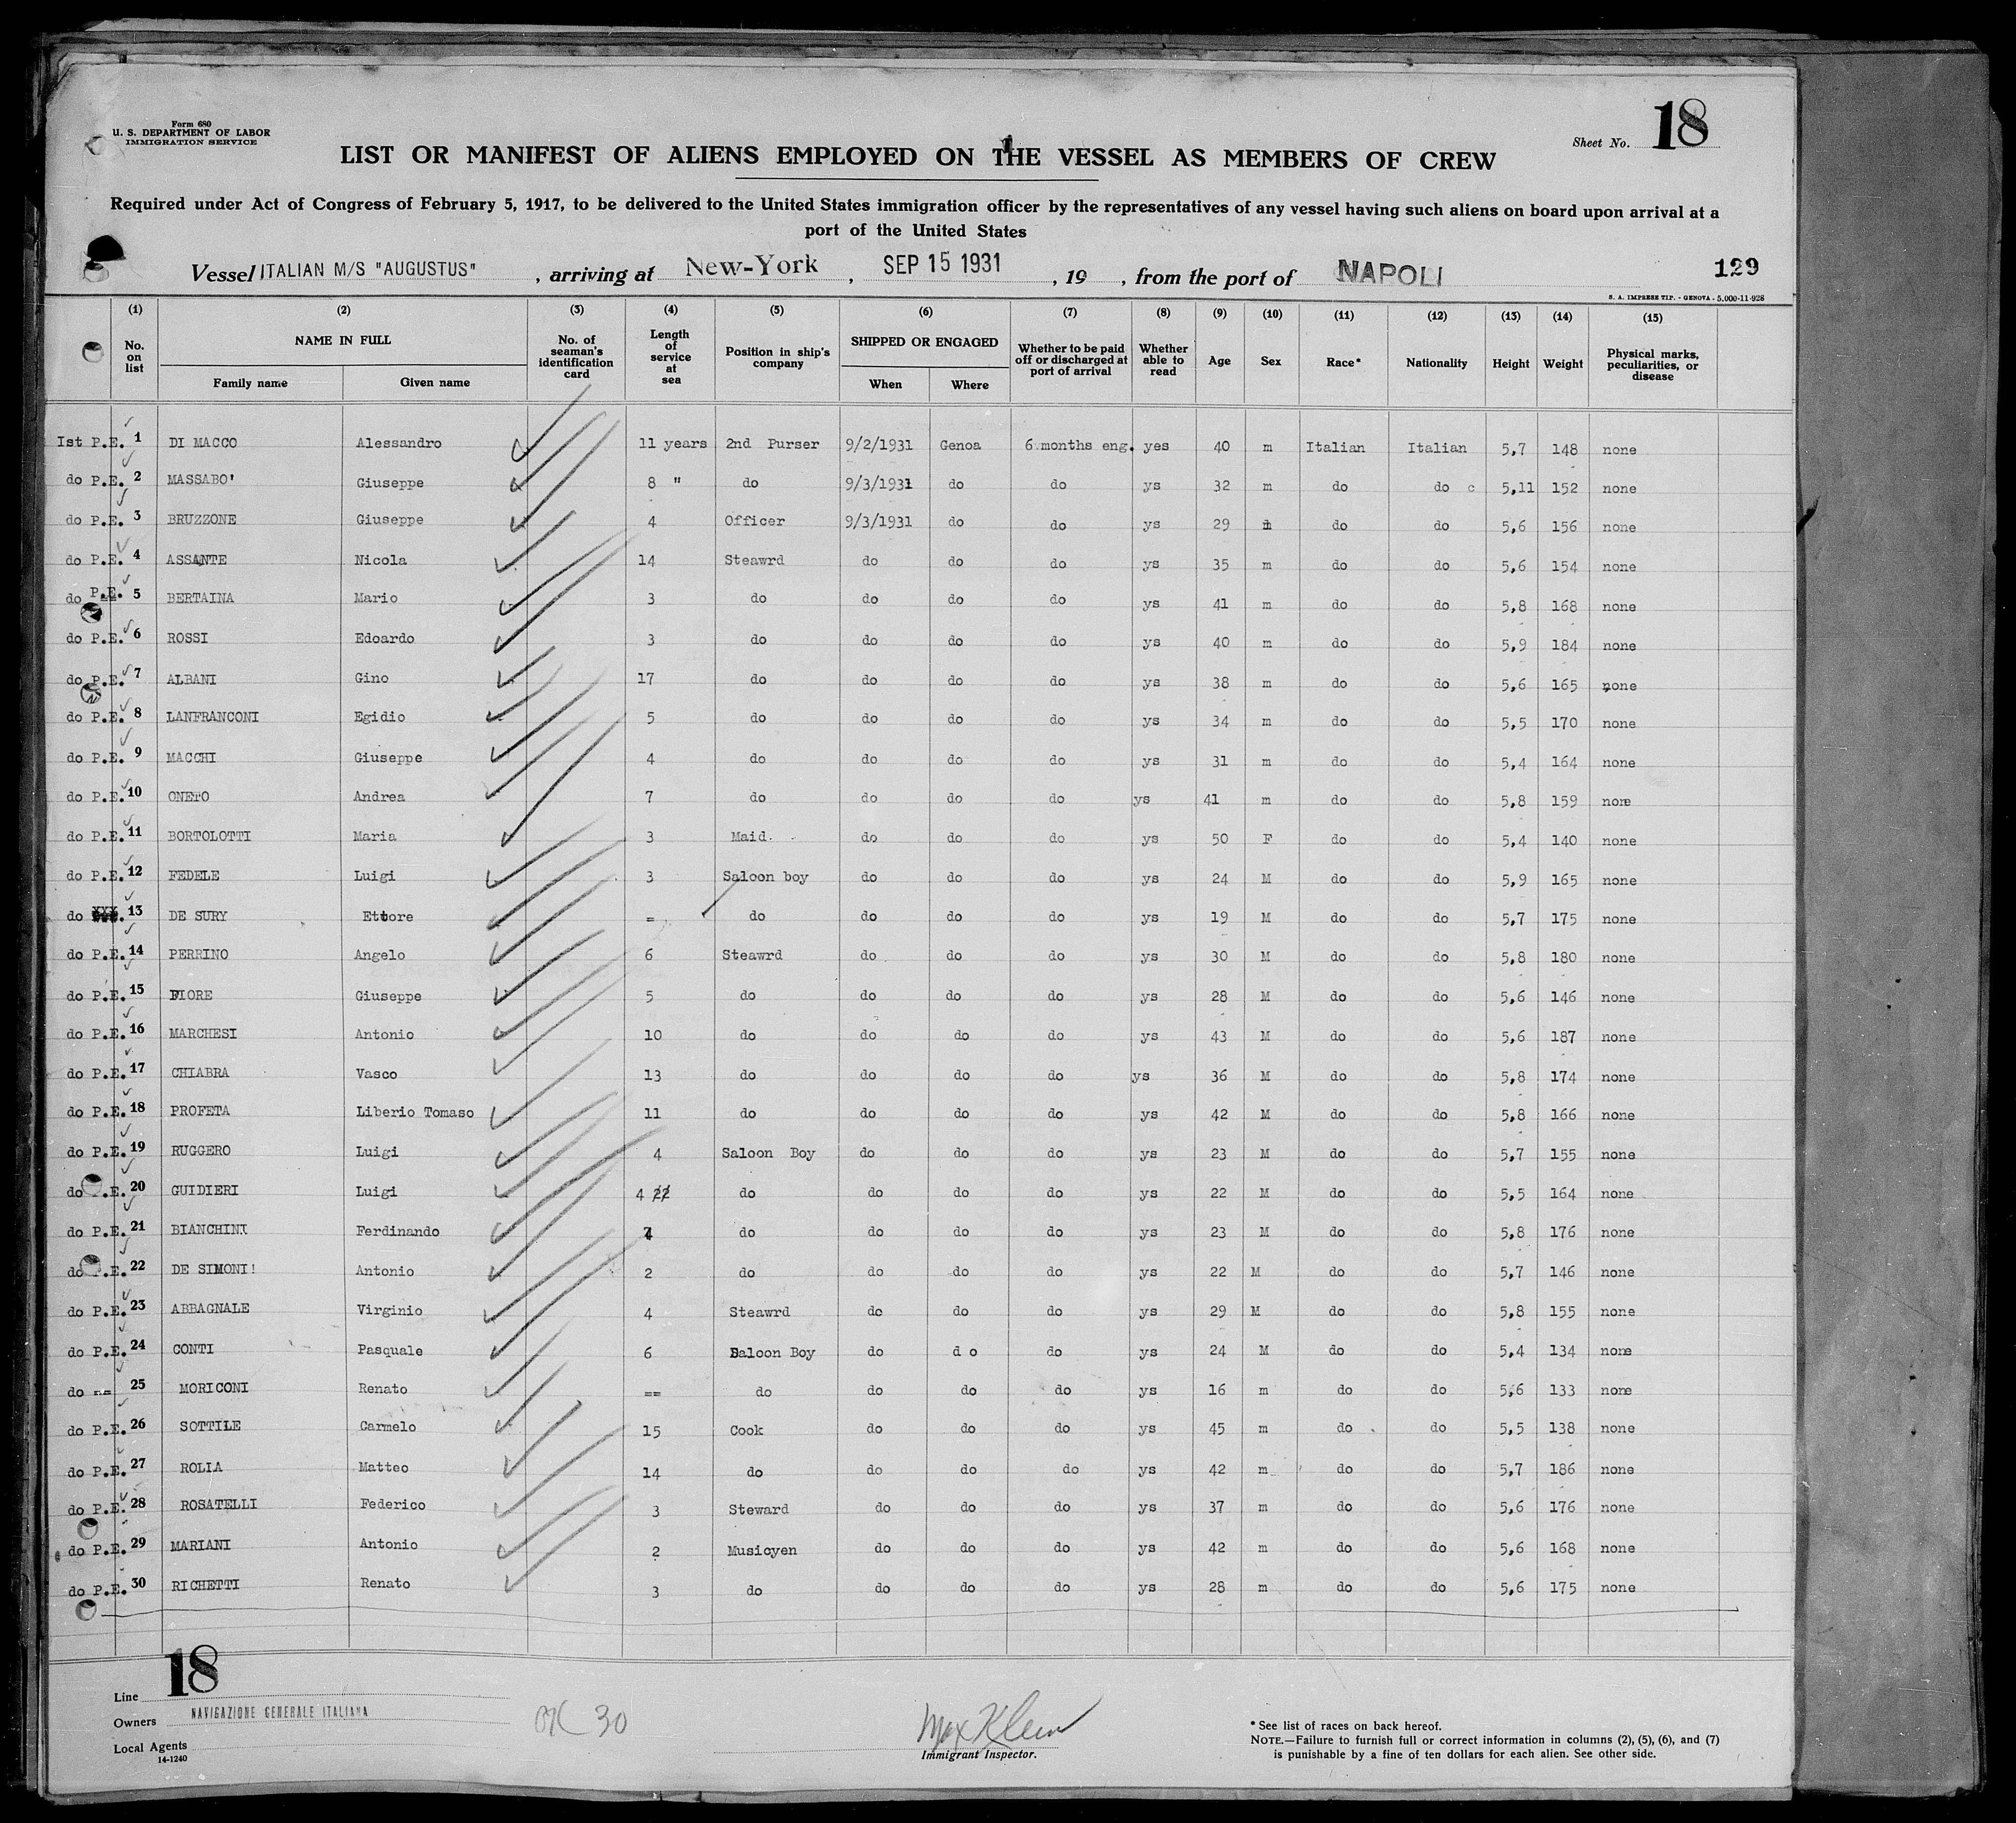 Form 680
U. S. DEPARTMENT OF LABOR
IMMIGRATION SERVICE
Sheet No. 18
LIST OR MANIFEST OF ALIENS EMPLOYED ON THE VESSEL AS MEMBERS OF CREW
Required under Act of Congress of February 5, 1917, to be delivered to the United States immigration officer by the representatives of any vessel having such aliens on board upon arrival at a
port of the United States
Vessel ITALIAN M/S "AUGUSTUS" , arriving at New-York , SEP 15 1931 , 19 , from the port of NAPOLI 129
S. A. IMPRESE TIP. - GENOVA - 5.000-11-928
(1) (2) (3) (4) (5) (6) (7) (8) (9) (10) (11) (12) (13) (14) (15)
No. on list NAME IN FULL Family name Given name No. of seaman's identification card Length of service at sea Position in ship's company SHIPPED OR ENGAGED When Where Whether to be paid off or discharged at port of arrival Whether able to read Age Sex Race* Nationality Height Weight Physical marks, peculiarities, or disease
Ist P.E. 1 DI MACCO Alessandro 11 years 2nd Purser 9/2/1931 Genoa 6 months eng. yes 40 m Italian Italian 5,7 148 none
do P.E. 2 MASSABO' Giuseppe 8 " do 9/3/1931 do do ys 32 m do do c 5,11 152 none
do P.E. 3 BRUZZONE Giuseppe 4 Officer 9/3/1931 do do ys 29 m do do 5,6 156 none
do P.E. 4 ASSANTE Nicola 14 Steawrd do do do ys 35 m do do 5,6 154 none
do P.E. 5 BERTAINA Mario 3 do do do do ys 41 m do do 5,8 168 none
do P.E. 6 ROSSI Edoardo 3 do do do do ys 40 m do do 5,9 184 none
do P.E. 7 ALBANI Gino 17 do do do do ys 38 m do do 5,6 165 none
do P.E. 8 LANFRANCONI Egidio 5 do do do do ys 34 m do do 5,5 170 none
do P.E. 9 MACCHI Giuseppe 4 do do do do ys 31 m do do 5,4 164 none
do P.E. 10 ONETO Andrea 7 do do do do ys 41 m do do 5,8 159 none
do P.E. 11 BORTOLOTTI Maria 3 Maid do do do ys 50 F do do 5,4 140 none
do P.E. 12 FEDELE Luigi 3 Saloon boy do do do ys 24 M do do 5,9 165 none
do XXX. 13 DE SURY Ettore = do do do do ys 19 M do do 5,7 175 none
do P.E. 14 PERRINO Angelo 6 Steawrd do do do ys 30 M do do 5,8 180 none
do P.E. 15 FIORE Giuseppe 5 do do do do ys 28 M do do 5,6 146 none
do P.E. 16 MARCHESI Antonio 10 do do do do ys 43 M do do 5,6 187 none
do P.E. 17 CHIABRA Vasco 13 do do do do ys 36 M do do 5,8 174 none
do P.E. 18 PROFETA Liberio Tomaso 11 do do do do ys 42 M do do 5,8 166 none
do P.E. 19 RUGGERO Luigi 4 Saloon Boy do do do ys 23 M do do 5,7 155 none
do .E. 20 GUIDIERI Luigi 4 22 do do do do ys 22 M do do 5,5 164 none
do P.E. 21 BIANCHINI Ferdinando 4 do do do do ys 23 M do do 5,8 176 none
do .E. 22 DE SIMONI! Antonio 2 do do do do ys 22 M do do 5,7 146 none
do P.E. 23 ABBAGNALE Virginio 4 Steawrd do do do ys 29 M do do 5,8 155 none
do P.E. 24 CONTI Pasquale 6 Saloon Boy do d o do ys 24 M do do 5,4 134 none
do == 25 MORICONI Renato == do do do do ys 16 m do do 5,6 133 none
do P.E. 26 SOTTILE Carmelo 15 Cook do do do ys 45 m do do 5,5 138 none
do P.E. 27 ROLIA Matteo 14 do do do do ys 42 m do do 5,7 186 none
do P.E. 28 ROSATELLI Federico 3 Steward do do do ys 37 m do do 5,6 176 none
do P.E. 29 MARIANI Antonio 2 Musicyen do do do ys 42 m do do 5,6 168 none
do P.E. 30 RICHETTI Renato 3 do do do do ys 28 m do do 5,6 175 none
18
Line
Owners NAVIGAZIONE GENERALE ITALIANA
Local Agents
14-1240
OK 30
Max Klein
Immigrant Inspector.
* See list of races on back hereof.
NOTE.—Failure to furnish full or correct information in columns (2), (5), (6), and (7)
is punishable by a fine of ten dollars for each alien. See other side.